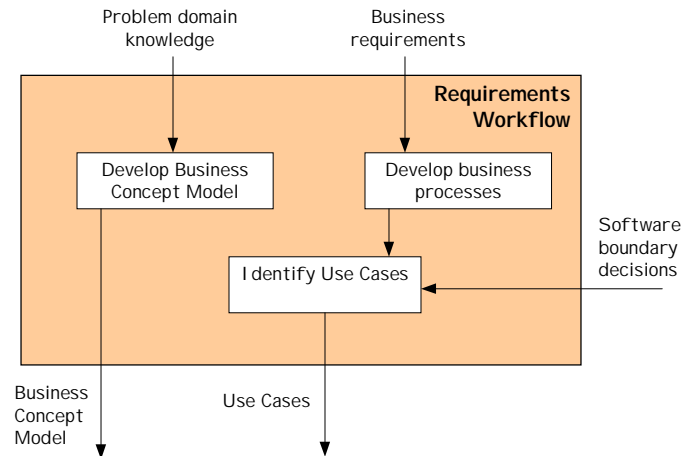 Problem domain
knowledge
Business
requirements
Requirements
Workflow
Develop Business
Concept Model
Develop business
processes
Software
boundary
decisions
Identify Use Cases
Business
Concept
Model
Use Cases